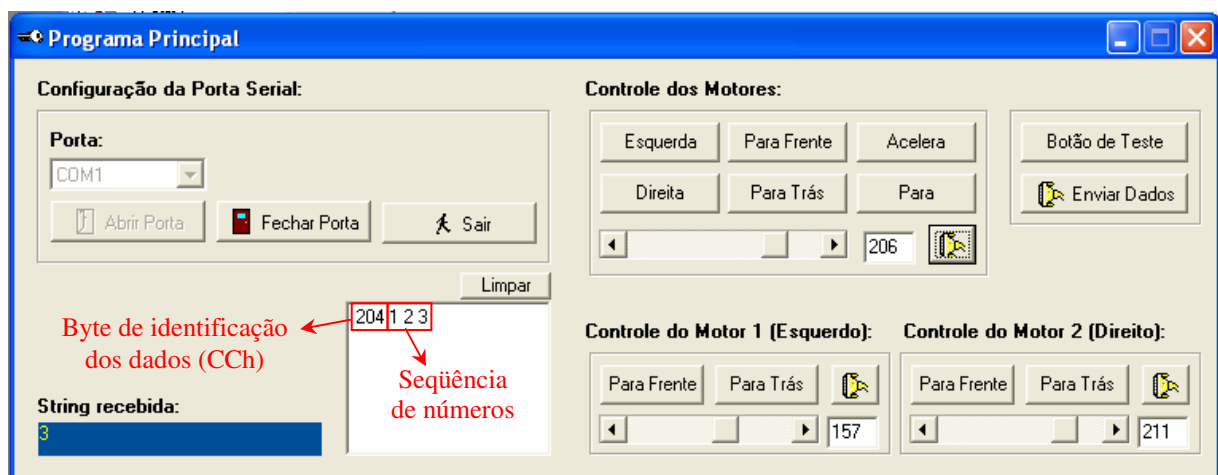 Programa Principal
Configuração da Porta Serial:
Porta:
COM1
Abrir Porta
Fechar Porta
Sair
Limpar
204 1 2 3
Byte de identificação
dos dados (CCh)
Seqüência
de números
String recebida:
3
Controle dos Motores:
Esquerda
Para Frente
Acelera
Direita
Para Trás
Para
206
Botão de Teste
Enviar Dados
Controle do Motor 1 (Esquerdo):
Para Frente
Para Trás
157
Controle do Motor 2 (Direito):
Para Frente
Para Trás
211